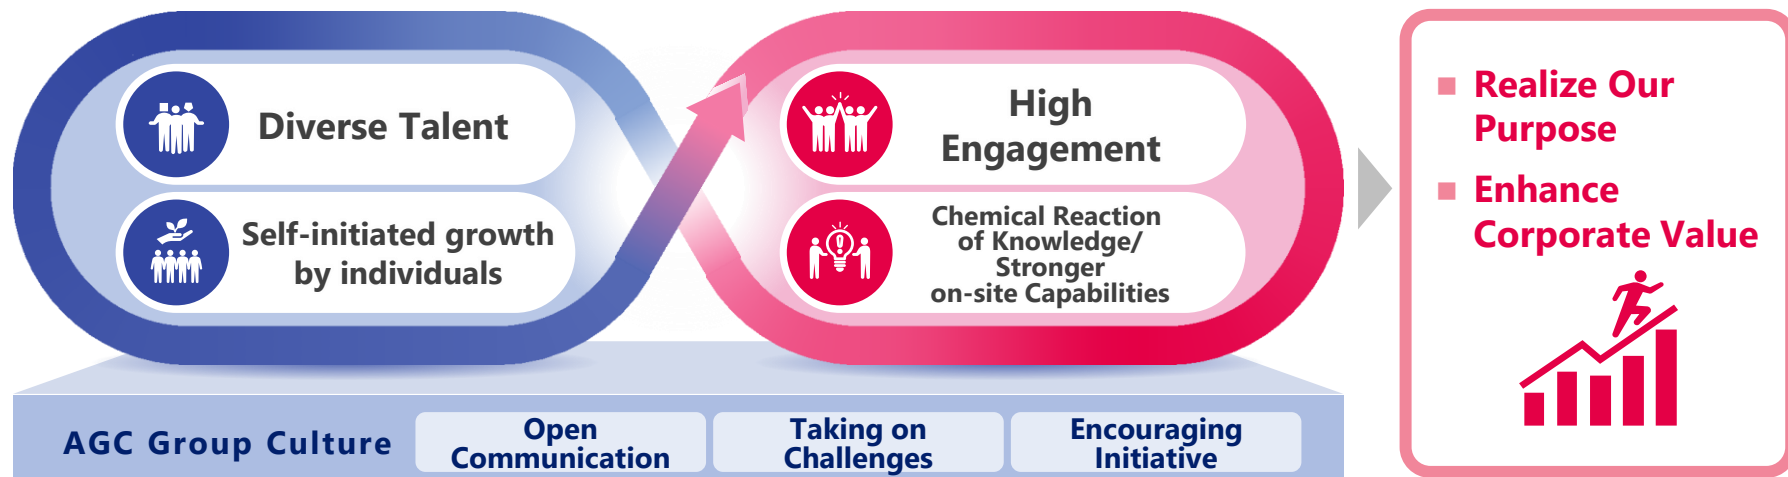 Diverse Talent
Self-initiated growth
by individuals
High
Engagement
Chemical Reaction
of Knowledge/
Stronger
on-site Capabilities
Realize Our
Purpose
Enhance
Corporate Value
AGC Group Culture
Open
Communication
Taking on
Challenges
Encouraging
Initiative